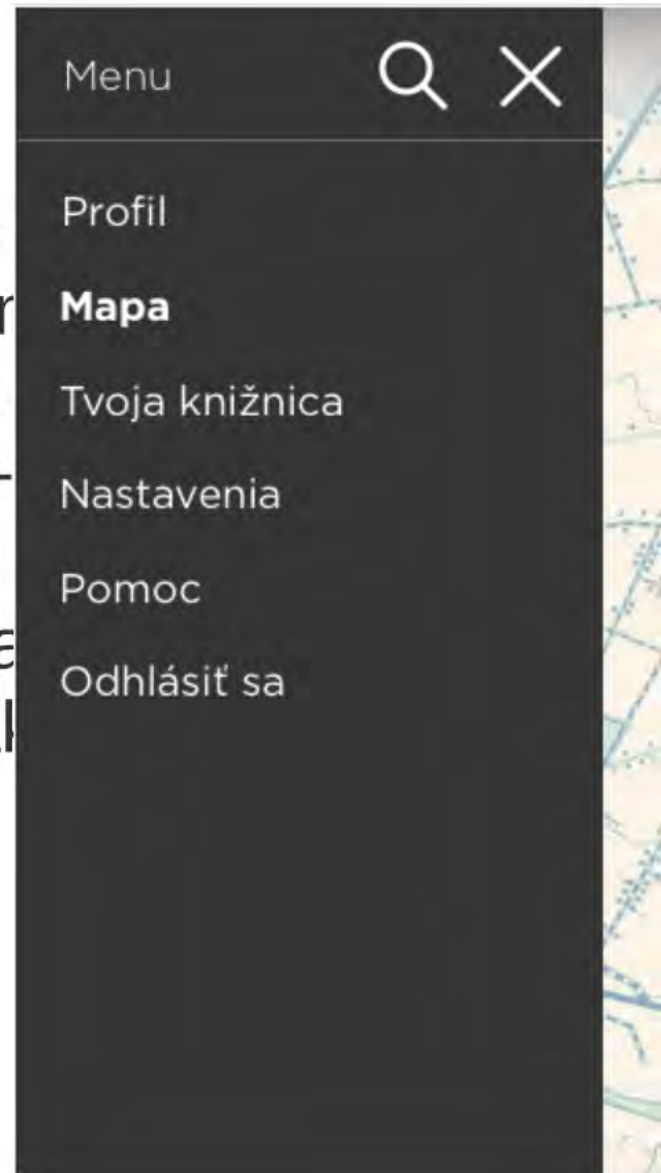 Menu
Profil
Mapa
Tvoja knižnica
Nastavenia
Pomoc
Odhlásiť sa